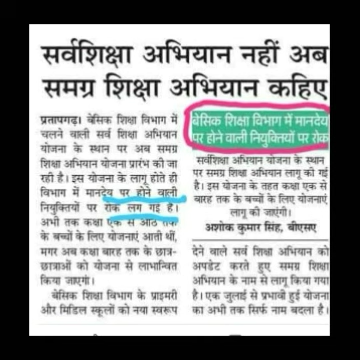 सर्वशिक्षा अभियान नहीं अब
समग्र शिक्षा अभियान कहिए
प्रतापगढ़। बेसिक शिक्षा विभाग में
चलने वाली सर्व शिक्षा अभियान
योजना के स्थान पर अब समग्र
शिक्षा अभियान योजना प्रारंभ की जा
रही है। इस योजना के लागू होते ही
विभाग में मानदेय पर होने वाली
नियुक्तियों पर रोक लग गई है।
अभी तक कक्षा एक से आठ तक
के बच्चों के लिए योजनाएं आती थीं,
मगर अब कक्षा बारह तक के छात्र-
छात्राओं को योजना से लाभान्वित
किया जाएगा।
बेसिक शिक्षा विभाग के प्राइमरी
और मिडिल स्कूलों को नया स्वरूप
बेसिक शिक्षा विभाग में मानदेय
पर होने वाली नियुक्तियों पर रोक
सर्वशिक्षा अभियान योजना के स्थान
पर समग्र शिक्षा अभियान लागू की गई
है। इस योजना के तहत कक्षा एक से
बारह तक के बच्चों के लिए योजनाएं
लागू की जाएंगी।
अशोक कुमार सिंह, बीएसए
देने वाले सर्व शिक्षा अभियान को
अपडेट करते हुए समग्र शिक्षा
अभियान के नाम से लागू किया गया
है। एक जुलाई से प्रभावी हुई योजना
का अभी तक सिर्फ नाम बदला है।